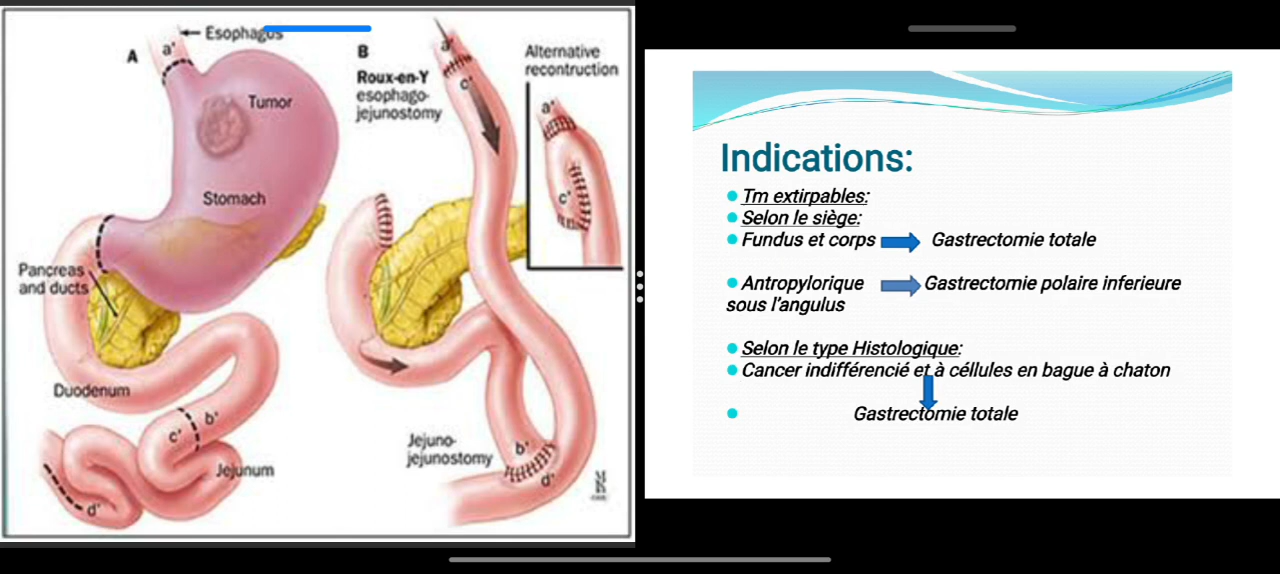 Esophagus
A
a'
Tumor
Stomach
Pancreas
and ducts
Duodenum
b'
c'
Jejunum
d'
B
Roux-en-Y
esophago-
jejunostomy
a'
c'
Jejuno-
jejunostomy
b'
d'
Alternative
recontruction
a'
c'
Indications:
Tm extirpables:
Selon le siège:
Fundus et corps Gastrectomie totale
Antropylorique Gastrectomie polaire inferieure
sous l'angulus
Selon le type Histologique:
Cancer indifférencié et à céllules en bague à chaton
Gastrectomie totale